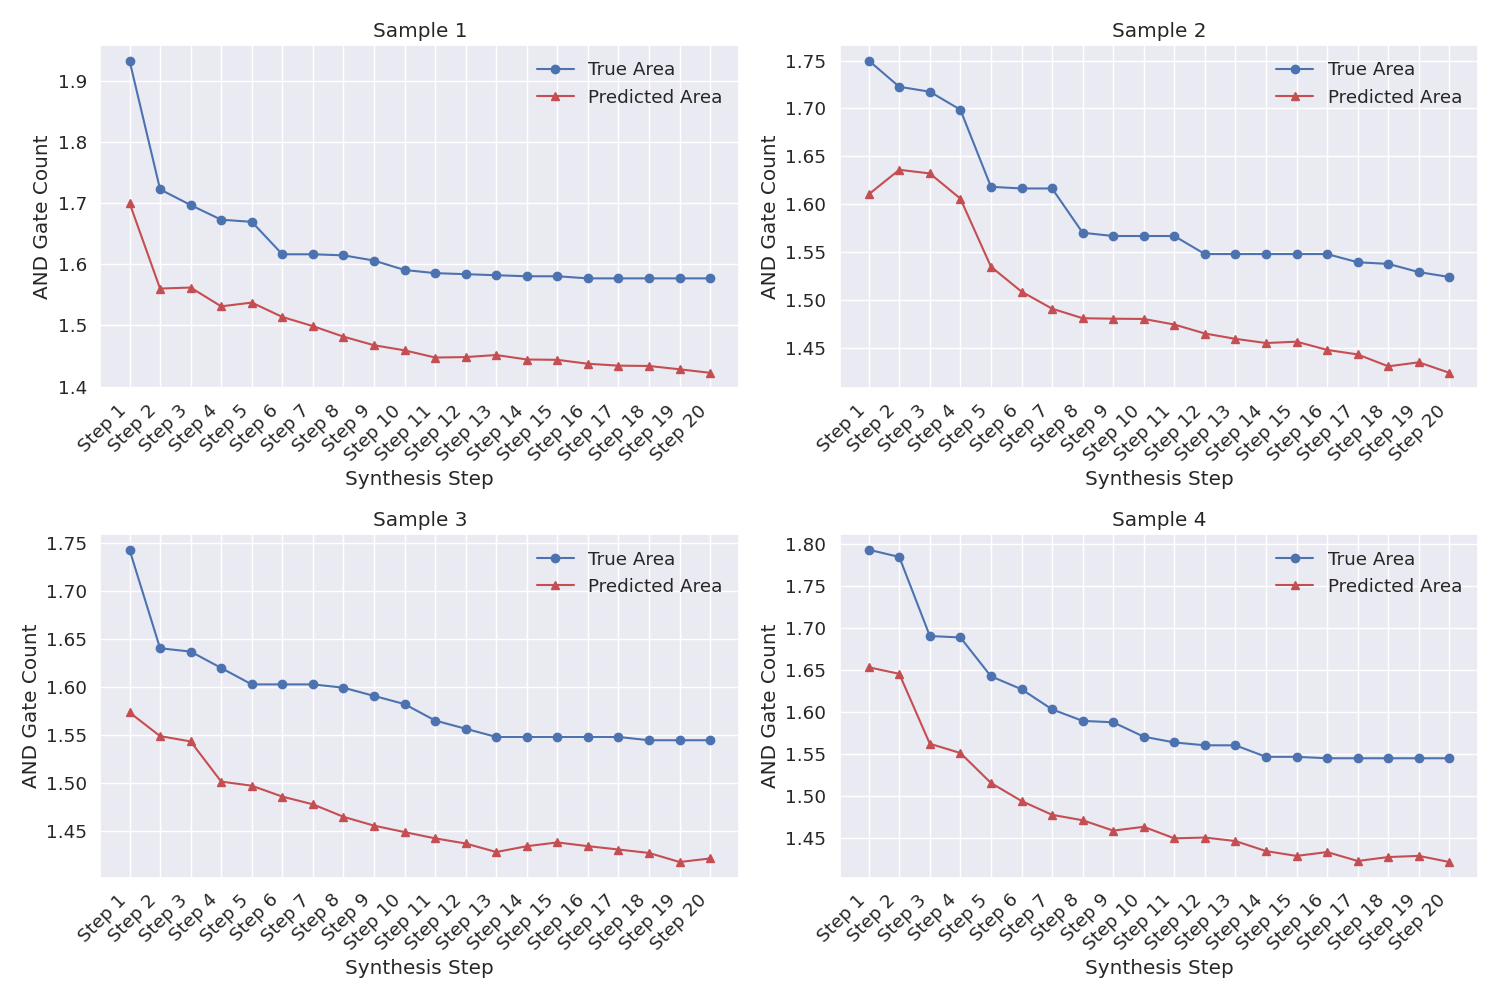 Sample 1
AND Gate Count
1.9
1.8
1.7
1.6
1.5
1.4
True Area
Predicted Area
Step 1
Step 2
Step 3
Step 4
Step 5
Step 6
Step 7
Step 8
Step 9
Step 10
Step 11
Step 12
Step 13
Step 14
Step 15
Step 16
Step 17
Step 18
Step 19
Step 20
Synthesis Step
Sample 2
AND Gate Count
1.75
1.70
1.65
1.60
1.55
1.50
1.45
True Area
Predicted Area
Step 1
Step 2
Step 3
Step 4
Step 5
Step 6
Step 7
Step 8
Step 9
Step 10
Step 11
Step 12
Step 13
Step 14
Step 15
Step 16
Step 17
Step 18
Step 19
Step 20
Synthesis Step
Sample 3
AND Gate Count
1.75
1.70
1.65
1.60
1.55
1.50
1.45
True Area
Predicted Area
Step 1
Step 2
Step 3
Step 4
Step 5
Step 6
Step 7
Step 8
Step 9
Step 10
Step 11
Step 12
Step 13
Step 14
Step 15
Step 16
Step 17
Step 18
Step 19
Step 20
Synthesis Step
Sample 4
AND Gate Count
1.80
1.75
1.70
1.65
1.60
1.55
1.50
1.45
True Area
Predicted Area
Step 1
Step 2
Step 3
Step 4
Step 5
Step 6
Step 7
Step 8
Step 9
Step 10
Step 11
Step 12
Step 13
Step 14
Step 15
Step 16
Step 17
Step 18
Step 19
Step 20
Synthesis Step